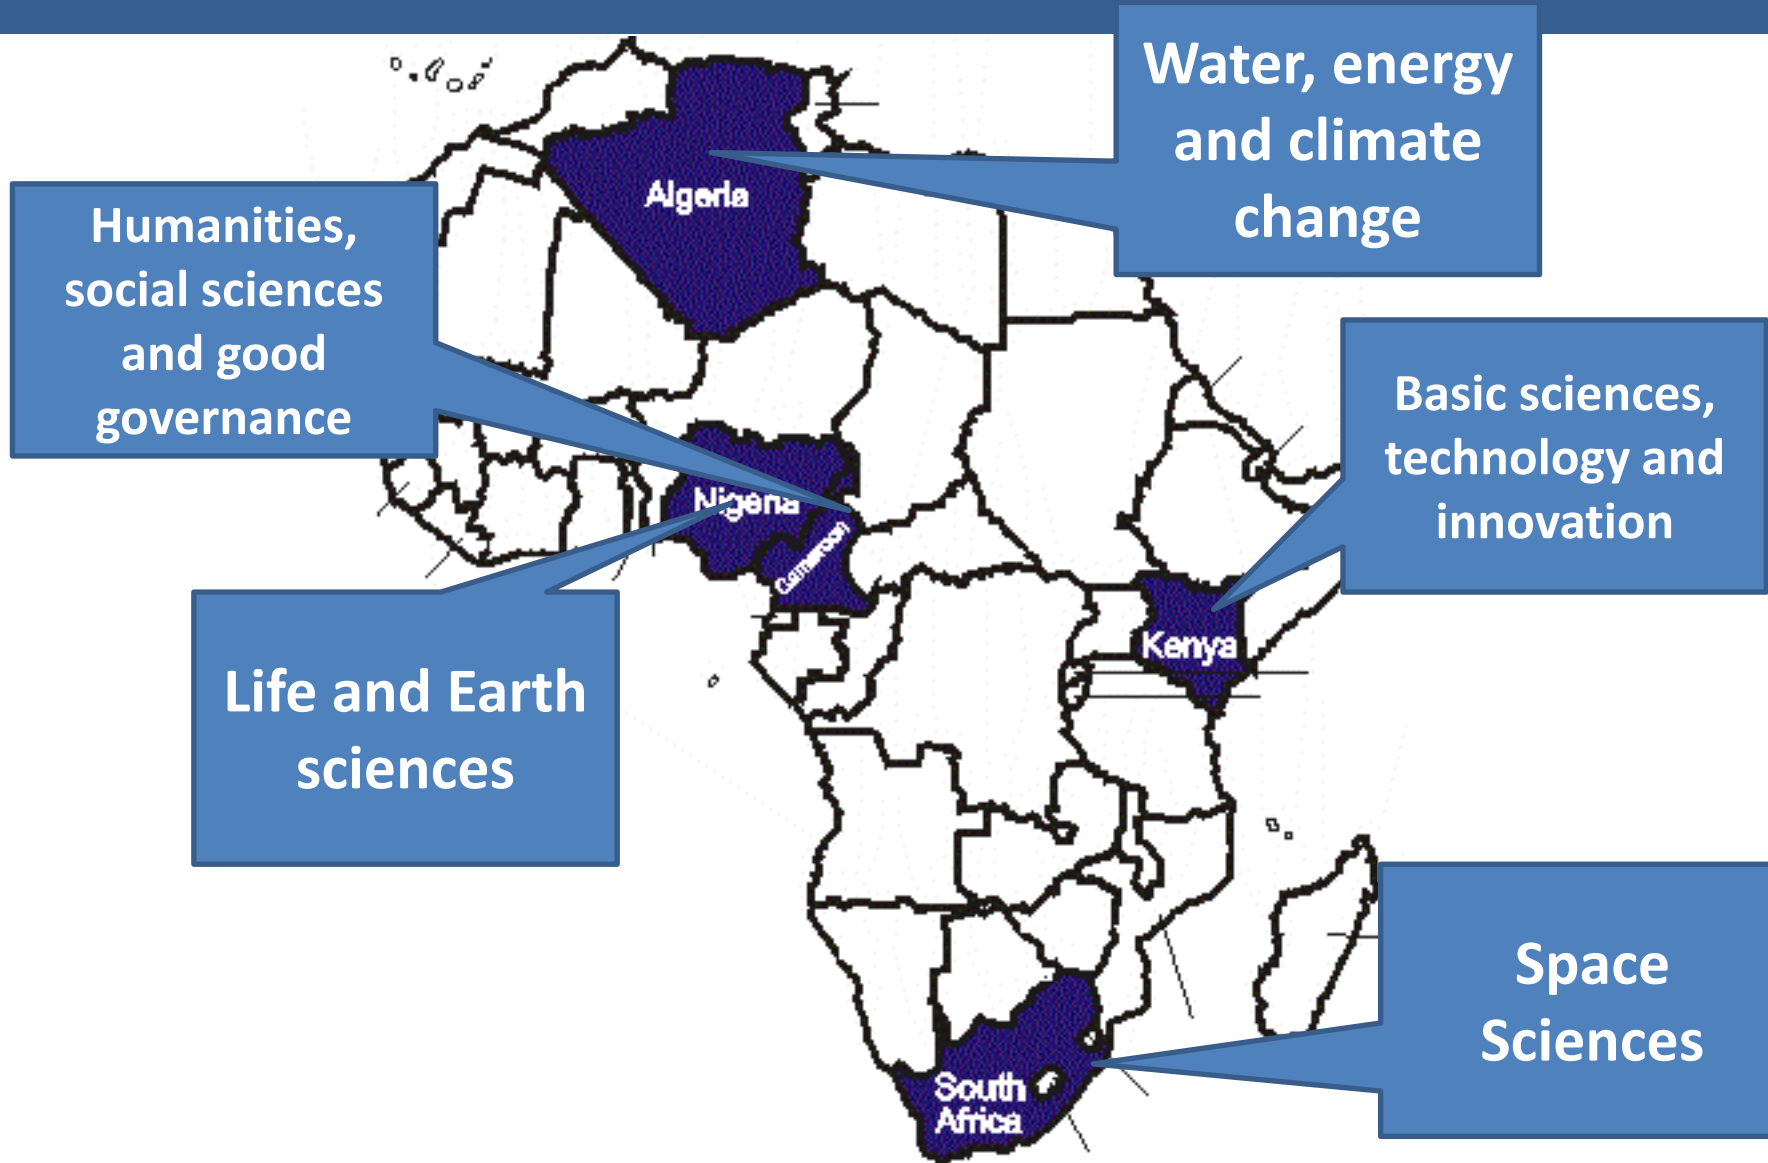 Water, energy
and climate
change
Algeria
Humanities,
social sciences
and good
governance
Basic sciences,
technology and
innovation
Nigeria
Cameroon
Kenya
Life and Earth
sciences
Space
Sciences
South
Africa